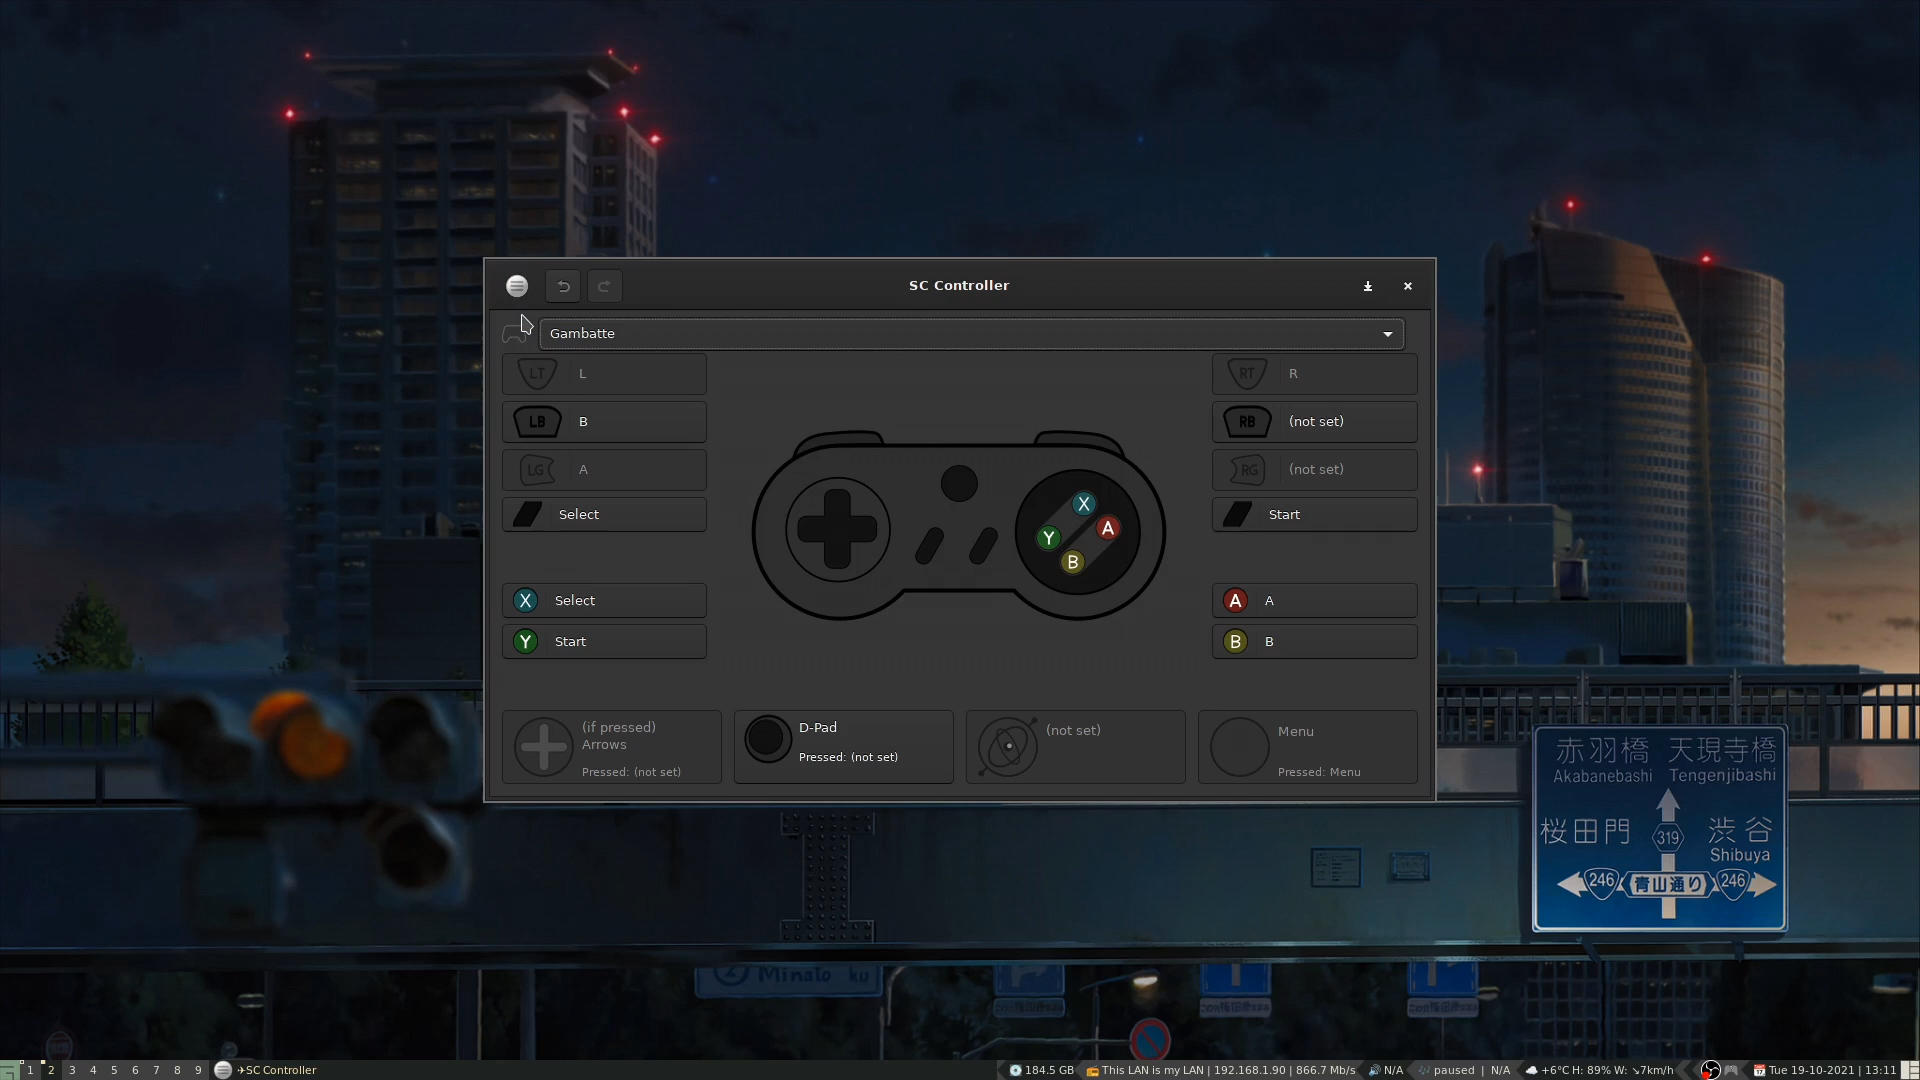 SC Controller
Gambatte
LT L
RT R
LB B
RB (not set)
LG A
RG (not set)
Select
Start
X Select
A A
Y Start
B B
X
Y
A
B
(if pressed)
Arrows
Pressed: (not set)
D-Pad
Pressed: (not set)
(not set)
Menu
Pressed: Menu
赤羽橋 天現寺橋
Akabanebashi Tengenjibashi
桜田門 319 渋谷
Shibuya
246 青山通り 246
Minato ku
1 2 3 4 5 6 7 8 9 ✈SC Controller
184.5 GB This LAN is my LAN | 192.168.1.90 | 866.7 Mb/s N/A paused | N/A +6°C H: 89% W: ↘7km/h Tue 19-10-2021 | 13:11